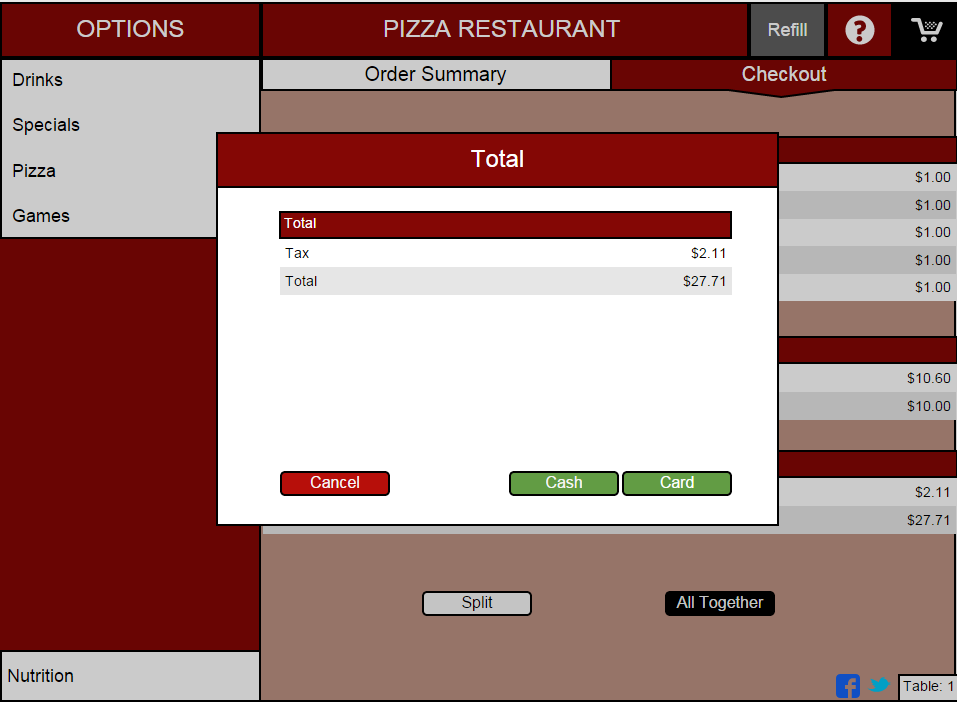 OPTIONS
PIZZA RESTAURANT
Refill
?
Order Summary
Checkout
Drinks
Specials
Pizza
Games
Total
Total
Tax $2.11
Total $27.71
Cancel
Cash
Card
$1.00
$1.00
$1.00
$1.00
$1.00
$10.60
$10.00
$2.11
$27.71
Split
All Together
Nutrition
f
Table: 1